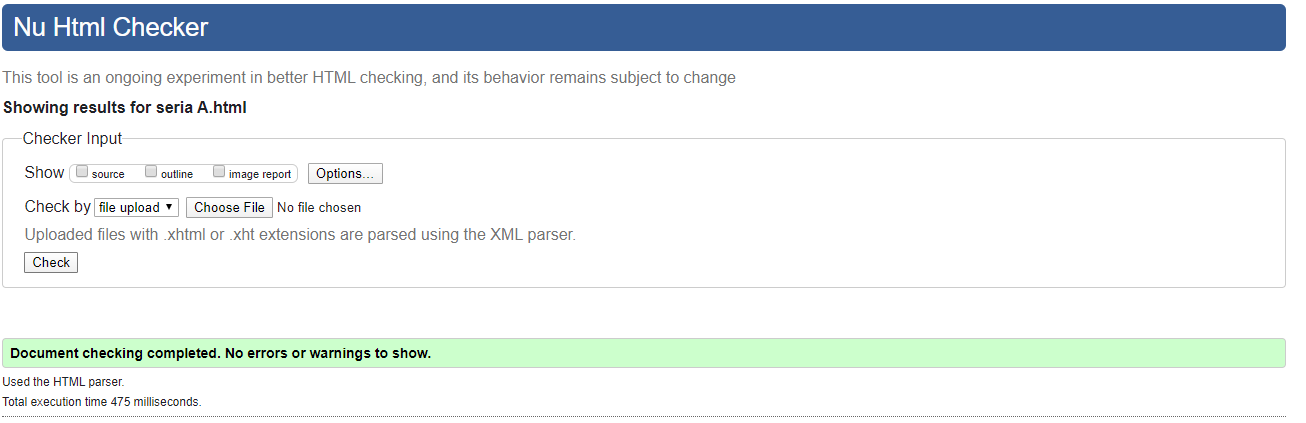 Nu Html Checker
This tool is an ongoing experiment in better HTML checking, and its behavior remains subject to change
Showing results for seria A.html
Checker Input
Show source outline image report Options...
Check by file upload Choose File No file chosen
Uploaded files with .xhtml or .xht extensions are parsed using the XML parser.
Check
Document checking completed. No errors or warnings to show.
Used the HTML parser.
Total execution time 475 milliseconds.